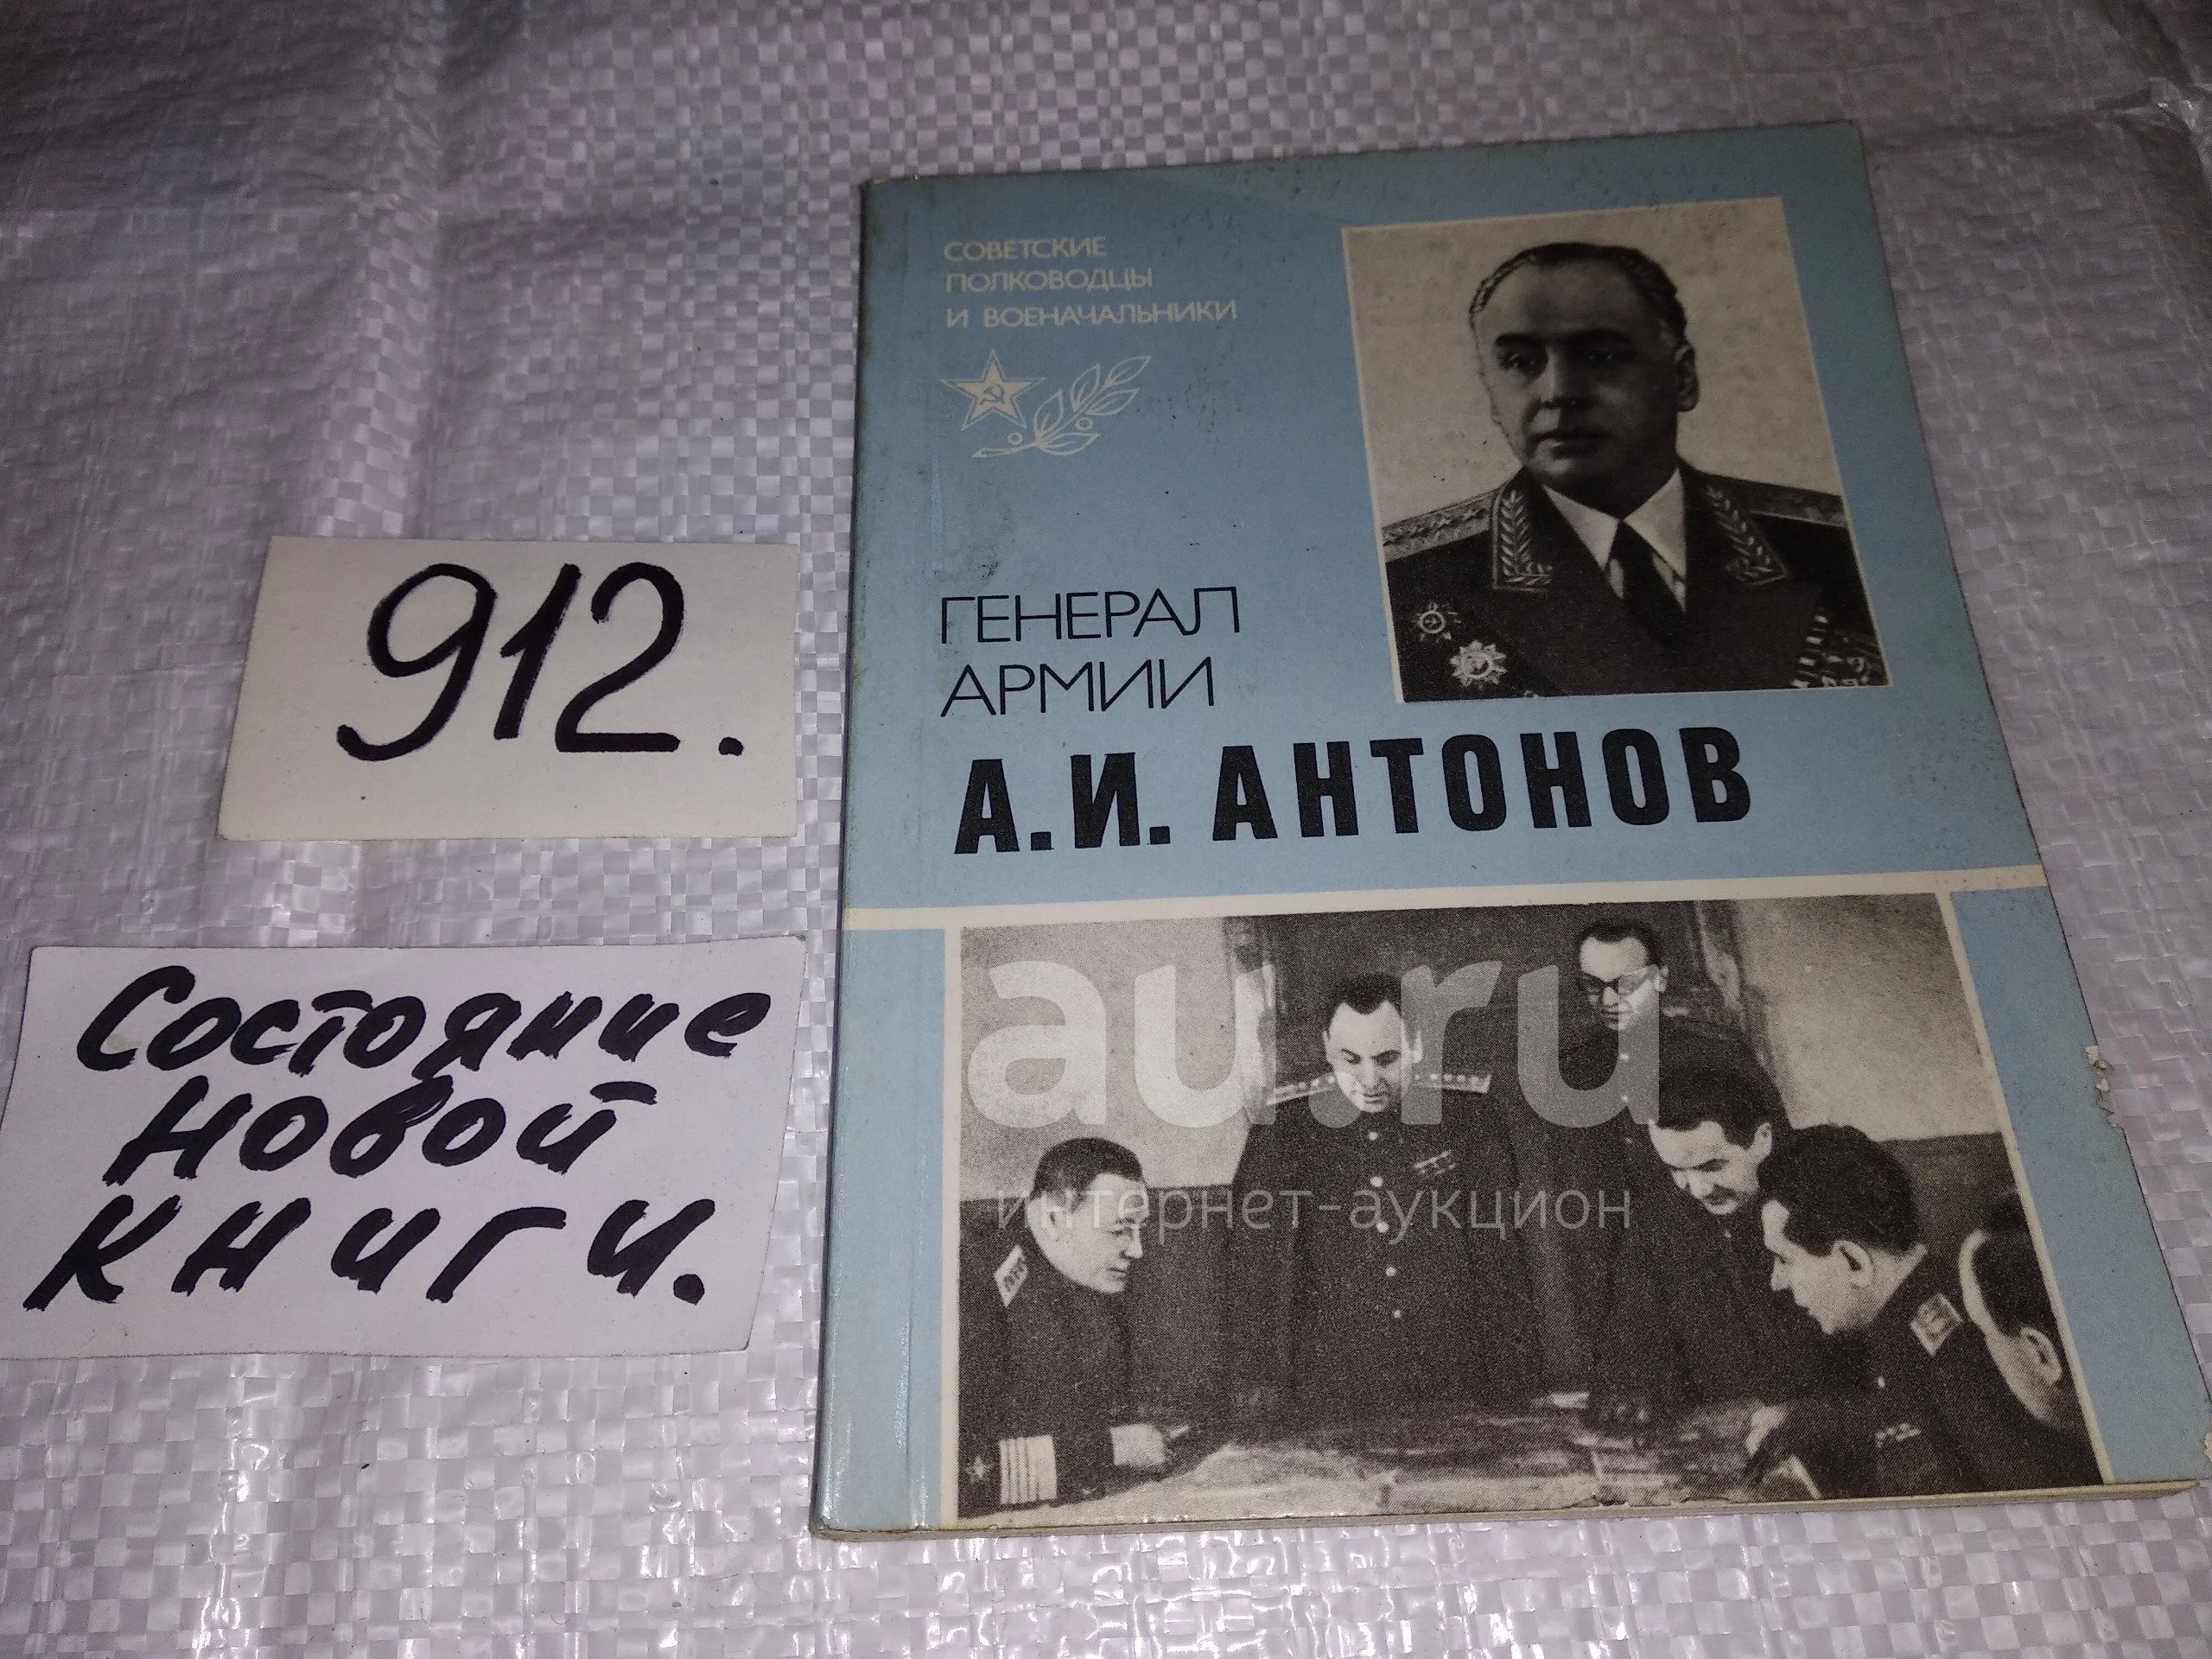 СОВЕТСКИЕ
ПОЛКОВОДЦЫ
И ВОЕНАЧАЛЬНИКИ
ГЕНЕРАЛ
АРМИИ
А.И. АНТОНОВ
912.
Состояние
новой
книги.
au.ru
интернет-аукцион